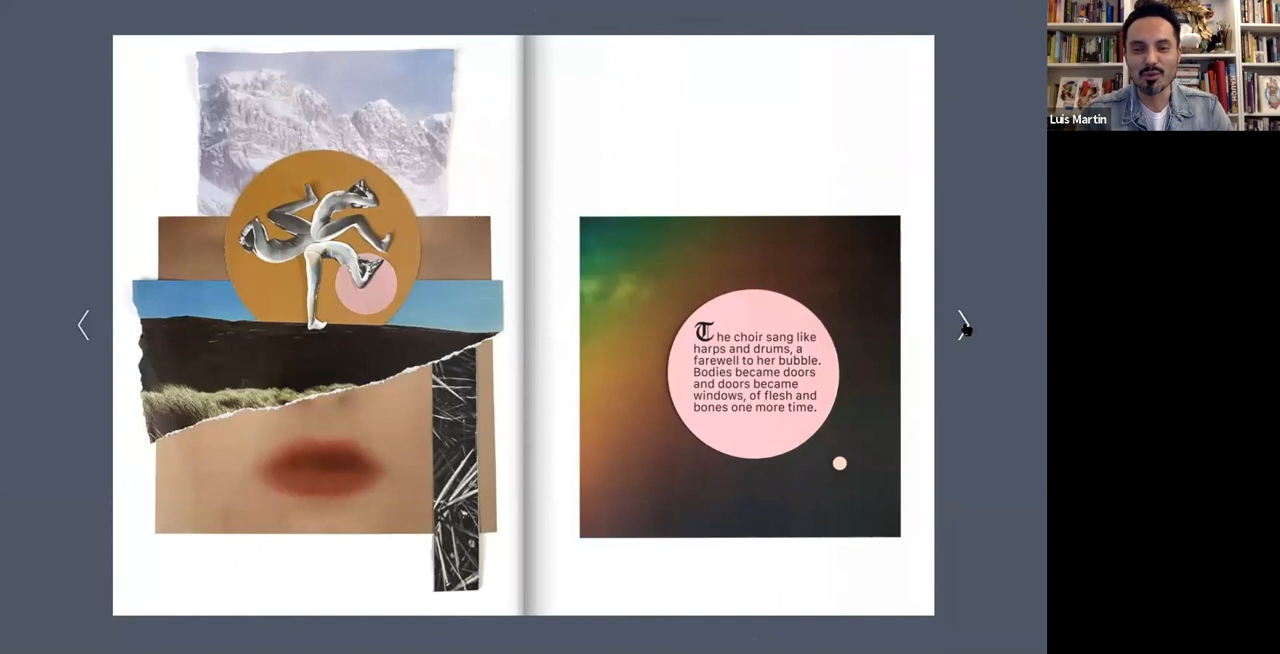 Luis Martin
WAUGH
The choir sang like
harps and drums, a
farewell to her bubble.
Bodies became doors
and doors became
windows, of flesh and
bones one more time.